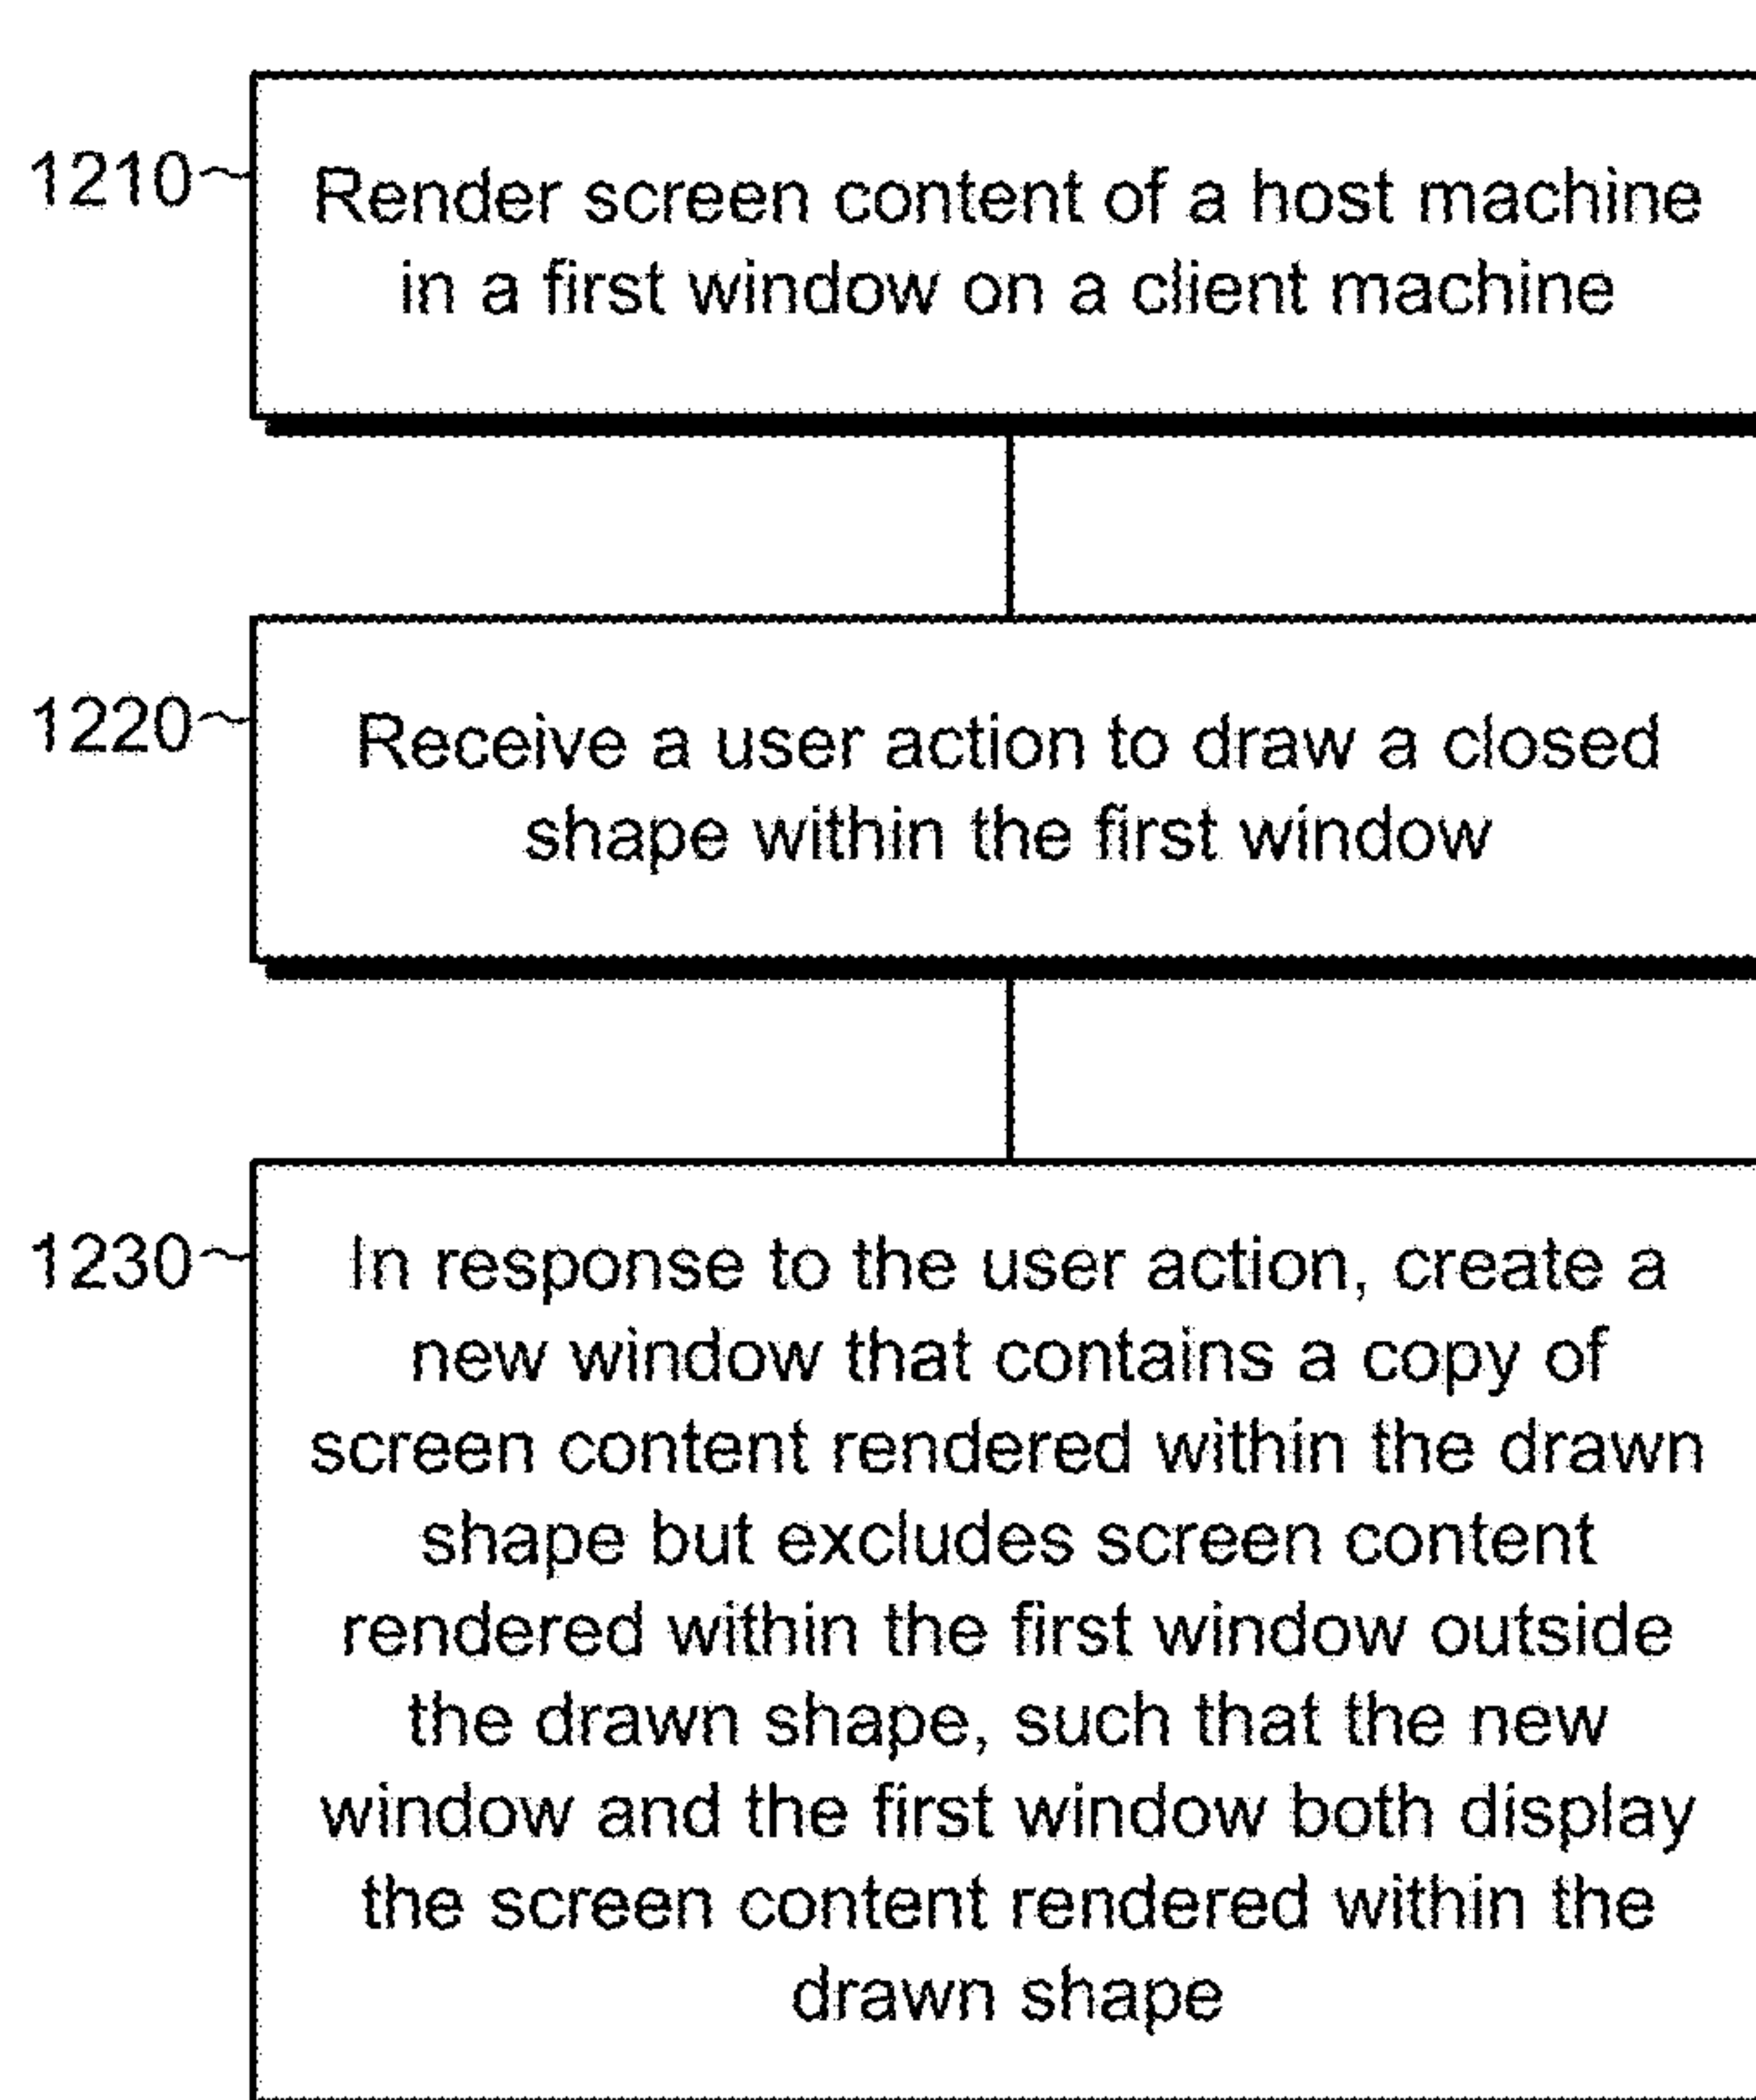 1210
Render screen content of a host machine
in a first window on a client machine
1220
Receive a user action to draw a closed
shape within the first window
1230
In response to the user action, create a
new window that contains a copy of
screen content rendered within the drawn
shape but excludes screen content
rendered within the first window outside
the drawn shape, such that the new
window and the first window both display
the screen content rendered within the
drawn shape